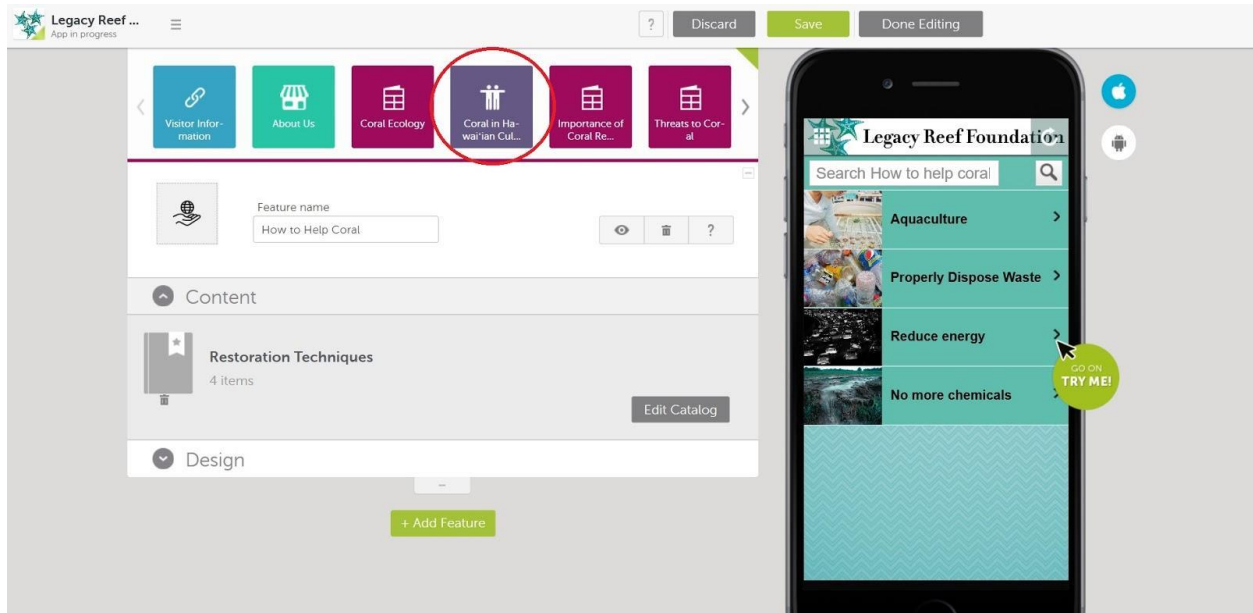 Legacy Reef ...
App in progress
?
Discard
Save
Done Editing
Visitor Infor-
mation
About Us
Coral Ecology
Coral in Ha-
wai'ian Cul...
Importance of
Coral Re...
Threats to Cor-
al
Feature name
How to Help Coral
?
Content
Restoration Techniques
4 items
Edit Catalog
Design
+ Add Feature
Legacy Reef Foundation
Search How to help coral
Aquaculture
Properly Dispose Waste
Reduce energy
No more chemicals
GO ON
TRY ME!